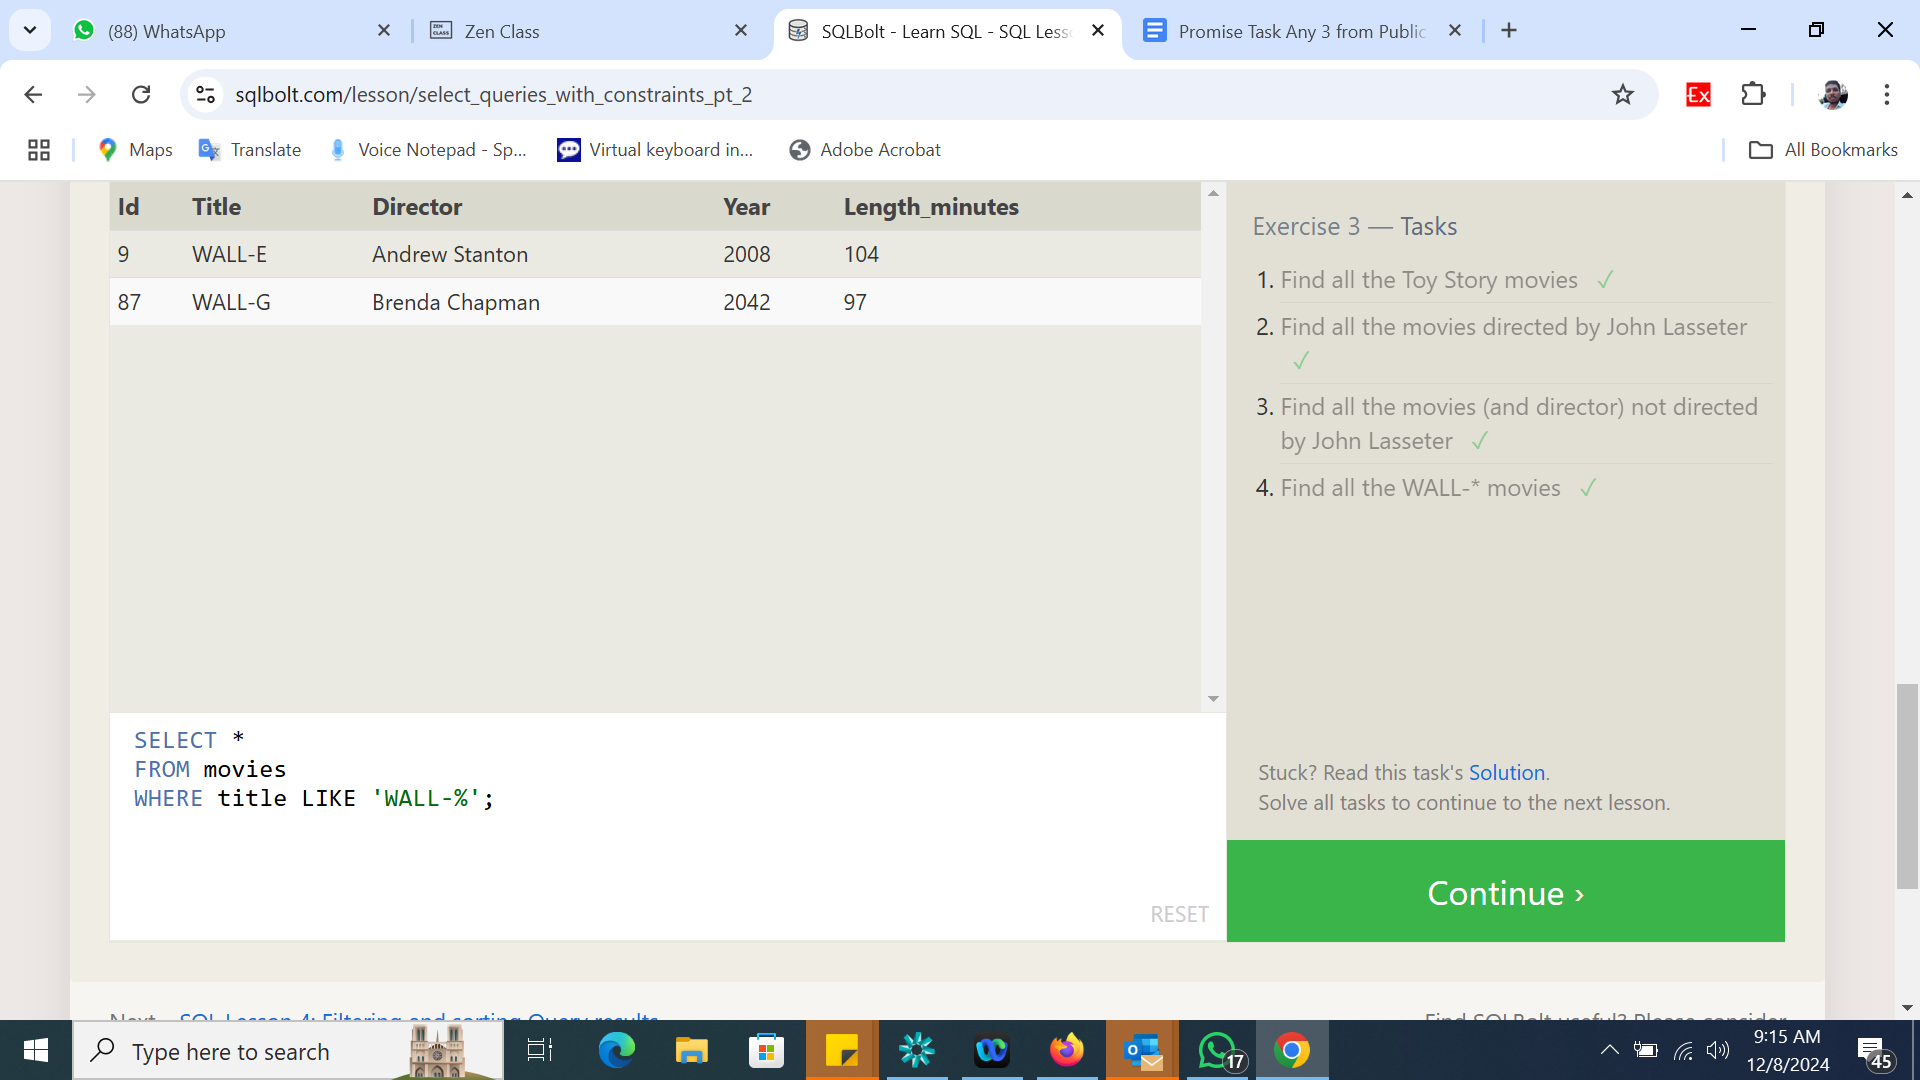 (88) WhatsApp
Zen Class
SQLBolt - Learn SQL - SQL Less
Promise Task Any 3 from Public
sqlbolt.com/lesson/select_queries_with_constraints_pt_2
Ex
Maps
Translate
Voice Notepad - Sp...
Virtual keyboard in...
Adobe Acrobat
All Bookmarks
Id Title Director Year Length_minutes
9 WALL-E Andrew Stanton 2008 104
87 WALL-G Brenda Chapman 2042 97
Exercise 3 — Tasks
1. Find all the Toy Story movies ✓
2. Find all the movies directed by John Lasseter
✓
3. Find all the movies (and director) not directed
by John Lasseter ✓
4. Find all the WALL-* movies ✓
SELECT *
FROM movies
WHERE title LIKE 'WALL-%';
RESET
Stuck? Read this task's Solution.
Solve all tasks to continue to the next lesson.
Continue ›
Next – SQL Lesson 4: Filtering and sorting Query results
Find SQLBolt useful? Please consider
Type here to search
17
9:15 AM
12/8/2024
45